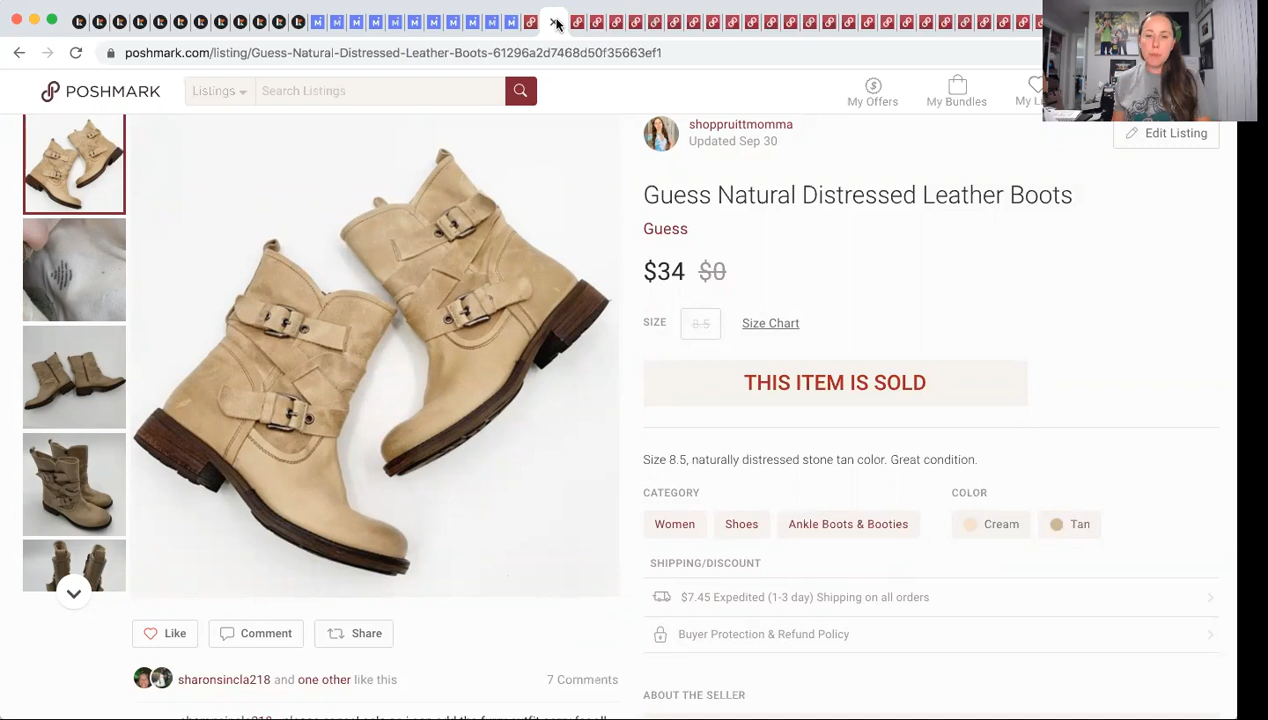 poshmark.com/listing/Guess-Natural-Distressed-Leather-Boots-61296a2d7468d50f35663ef1
POSHMARK
Listings
Search Listings
My Offers
My Bundles
My L
shoppruittmomma
Updated Sep 30
Edit Listing
Guess Natural Distressed Leather Boots
Guess
$34 $0
SIZE
8.5
Size Chart
THIS ITEM IS SOLD
Size 8.5, naturally distressed stone tan color. Great condition.
CATEGORY
COLOR
Women
Shoes
Ankle Boots & Booties
Cream
Tan
SHIPPING/DISCOUNT
$7.45 Expedited (1-3 day) Shipping on all orders
Buyer Protection & Refund Policy
Like
Comment
Share
sharonsincla218 and one other like this
7 Comments
ABOUT THE SELLER